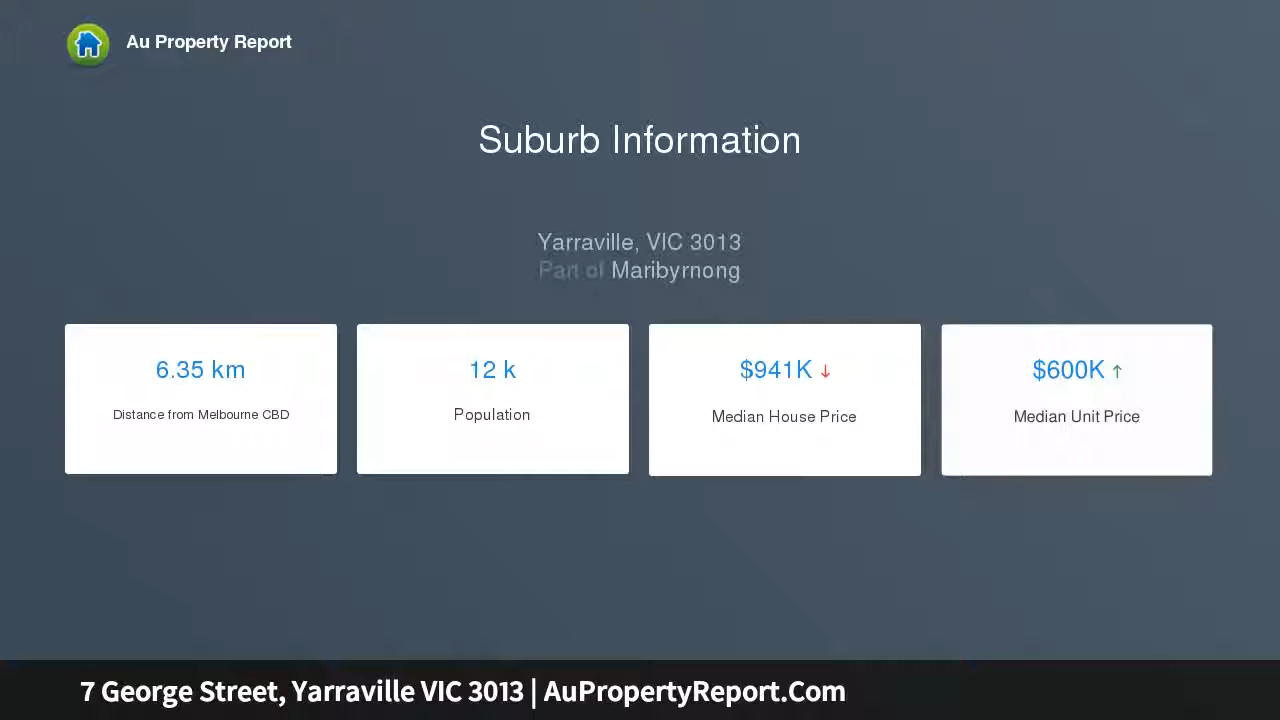 Au Property Report
Suburb Information
Yarraville, VIC 3013
Part of Maribyrnong
6.35 km
Distance from Melbourne CBD
12 k
Population
$941K ↓
Median House Price
$600K ↑
Median Unit Price
7 George Street, Yarraville VIC 3013 | AuPropertyReport.Com